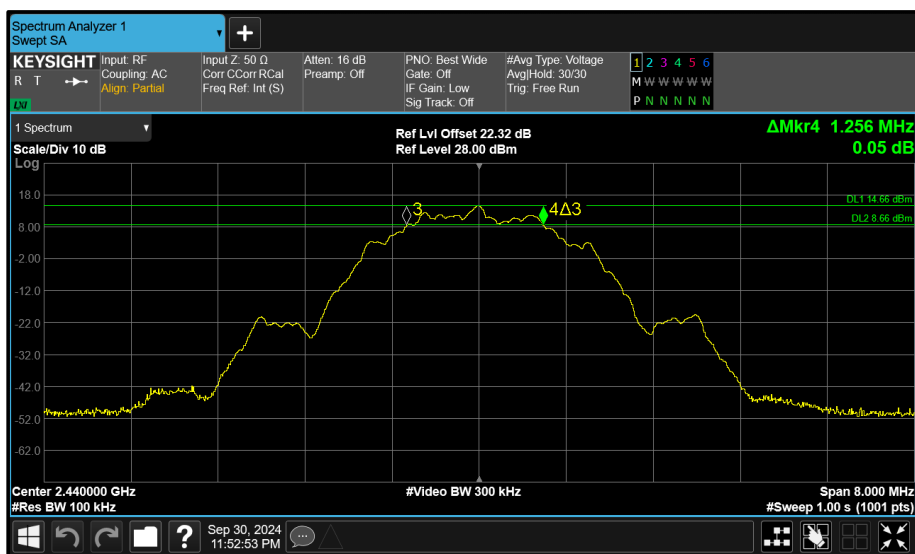 Spectrum Analyzer 1
Swept SA
KEYSIGHT
R T
LXI
Input: RF
Coupling: AC
Align: Partial
Input Z: 50 Ω
Corr CCorr RCal
Freq Ref: Int (S)
Atten: 16 dB
Preamp: Off
PNO: Best Wide
Gate: Off
IF Gain: Low
Sig Track: Off
#Avg Type: Voltage
Avg|Hold: 30/30
Trig: Free Run
1 2 3 4 5 6
M W W W W W
P N N N N N
1 Spectrum
Scale/Div 10 dB
Log
Ref Lvl Offset 22.32 dB
Ref Level 28.00 dBm
ΔMkr4 1.256 MHz
0.05 dB
18.0
DL1 14.66 dBm
3
4Δ3
DL2 8.66 dBm
8.00
-2.00
-12.0
-22.0
-32.0
-42.0
-52.0
-62.0
Center 2.440000 GHz
#Video BW 300 kHz
Span 8.000 MHz
#Res BW 100 kHz
#Sweep 1.00 s (1001 pts)
?
Sep 30, 2024
11:52:53 PM